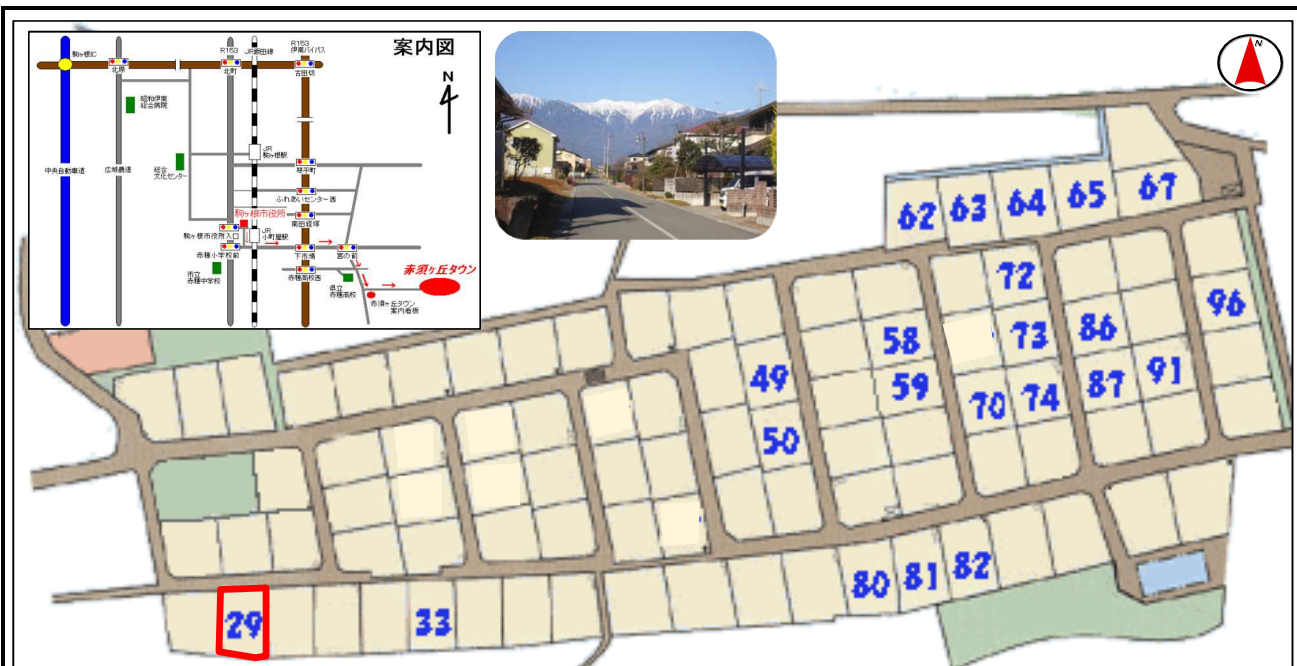 案内図
R153
JR飯田線
R153
伊南バイパス
駒ヶ根IC
北原
北町
古田切
昭和伊南
総合病院
N
JR
駒ヶ根駅
中央自動車道
広域農道
総合
文化センター
琴平町
ふれあいセンター西
駒ヶ根市役所
南田経塚
駒ヶ根市役所入口
JR
小町屋駅
赤穂小学校前
下市場
宮の前
市立
赤穂中学校
赤穂高校西
県立
赤穂高校
赤須ヶ丘タウン
赤須ヶ丘タウン
案内看板
N
62 63 64 65 67
72
58 73 86 96
49 59 70 74 87 91
50
80 81 82
29 33